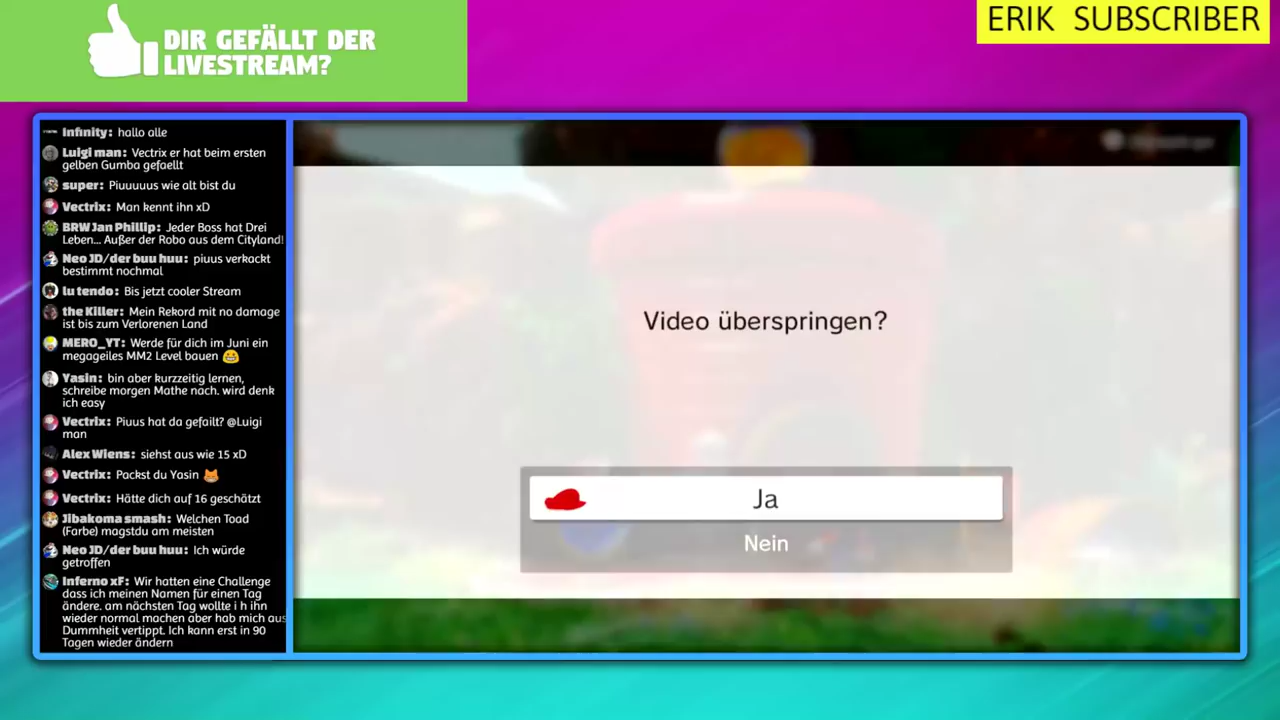 DIR GEFÄLLT DER
LIVESTREAM?
ERIK SUBSCRIBER
Infinity: hallo alle
Luigi man: Vectrix er hat beim ersten
gelben Gumba gefaellt
super: Piuuuuus wie alt bist du
Vectrix: Man kennt ihn xD
BRW Jan Phillip: Jeder Boss hat Drei
Leben... Außer der Robo aus dem Cityland!
Neo JD/der buu huu: piuus verkackt
bestimmt nochmal
lu tendo: Bis jetzt cooler Stream
the Killer: Mein Rekord mit no damage
ist bis zum Verlorenen Land
MERO_YT: Werde für dich im Juni ein
megageiles MM2 Level bauen 😁
Yasin: bin aber kurzzeitig lernen,
schreibe morgen Mathe nach. wird denk
ich easy
Vectrix: Piuus hat da gefailt? @Luigi
man
Alex Wiens: siehst aus wie 15 xD
Vectrix: Packst du Yasin 🐱
Vectrix: Hätte dich auf 16 geschätzt
Jibakoma smash: Welchen Toad
(Farbe) magstdu am meisten
Neo JD/der buu huu: Ich würde
getroffen
Inferno xF: Wir hatten eine Challenge
dass ich meinen Namen für einen Tag
ändere. am nächsten Tag wollte i h ihn
wieder normal machen aber hab mich aus
Dummheit vertippt. Ich kann erst in 90
Tagen wieder ändern
Video überspringen?
Ja
Nein